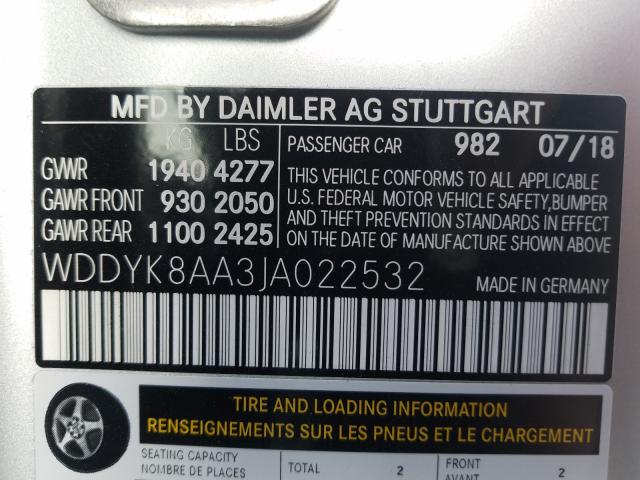 MFD BY DAIMLER AG STUTTGART
KG LBS
GVWR 1940 4277
GAWR FRONT 930 2050
GAWR REAR 1100 2425
PASSENGER CAR 982 07/18
THIS VEHICLE CONFORMS TO ALL APPLICABLE
U.S. FEDERAL MOTOR VEHICLE SAFETY,BUMPER
AND THEFT PREVENTION STANDARDS IN EFFECT
ON THE DATE OF MANUFACTURE SHOWN ABOVE
WDDYK8AA3JA022532
MADE IN GERMANY
TIRE AND LOADING INFORMATION
RENSEIGNEMENTS SUR LES PNEUS ET LE CHARGEMENT
SEATING CAPACITY
NOMBRE DE PLACES
TOTAL 2
FRONT
AVANT 2